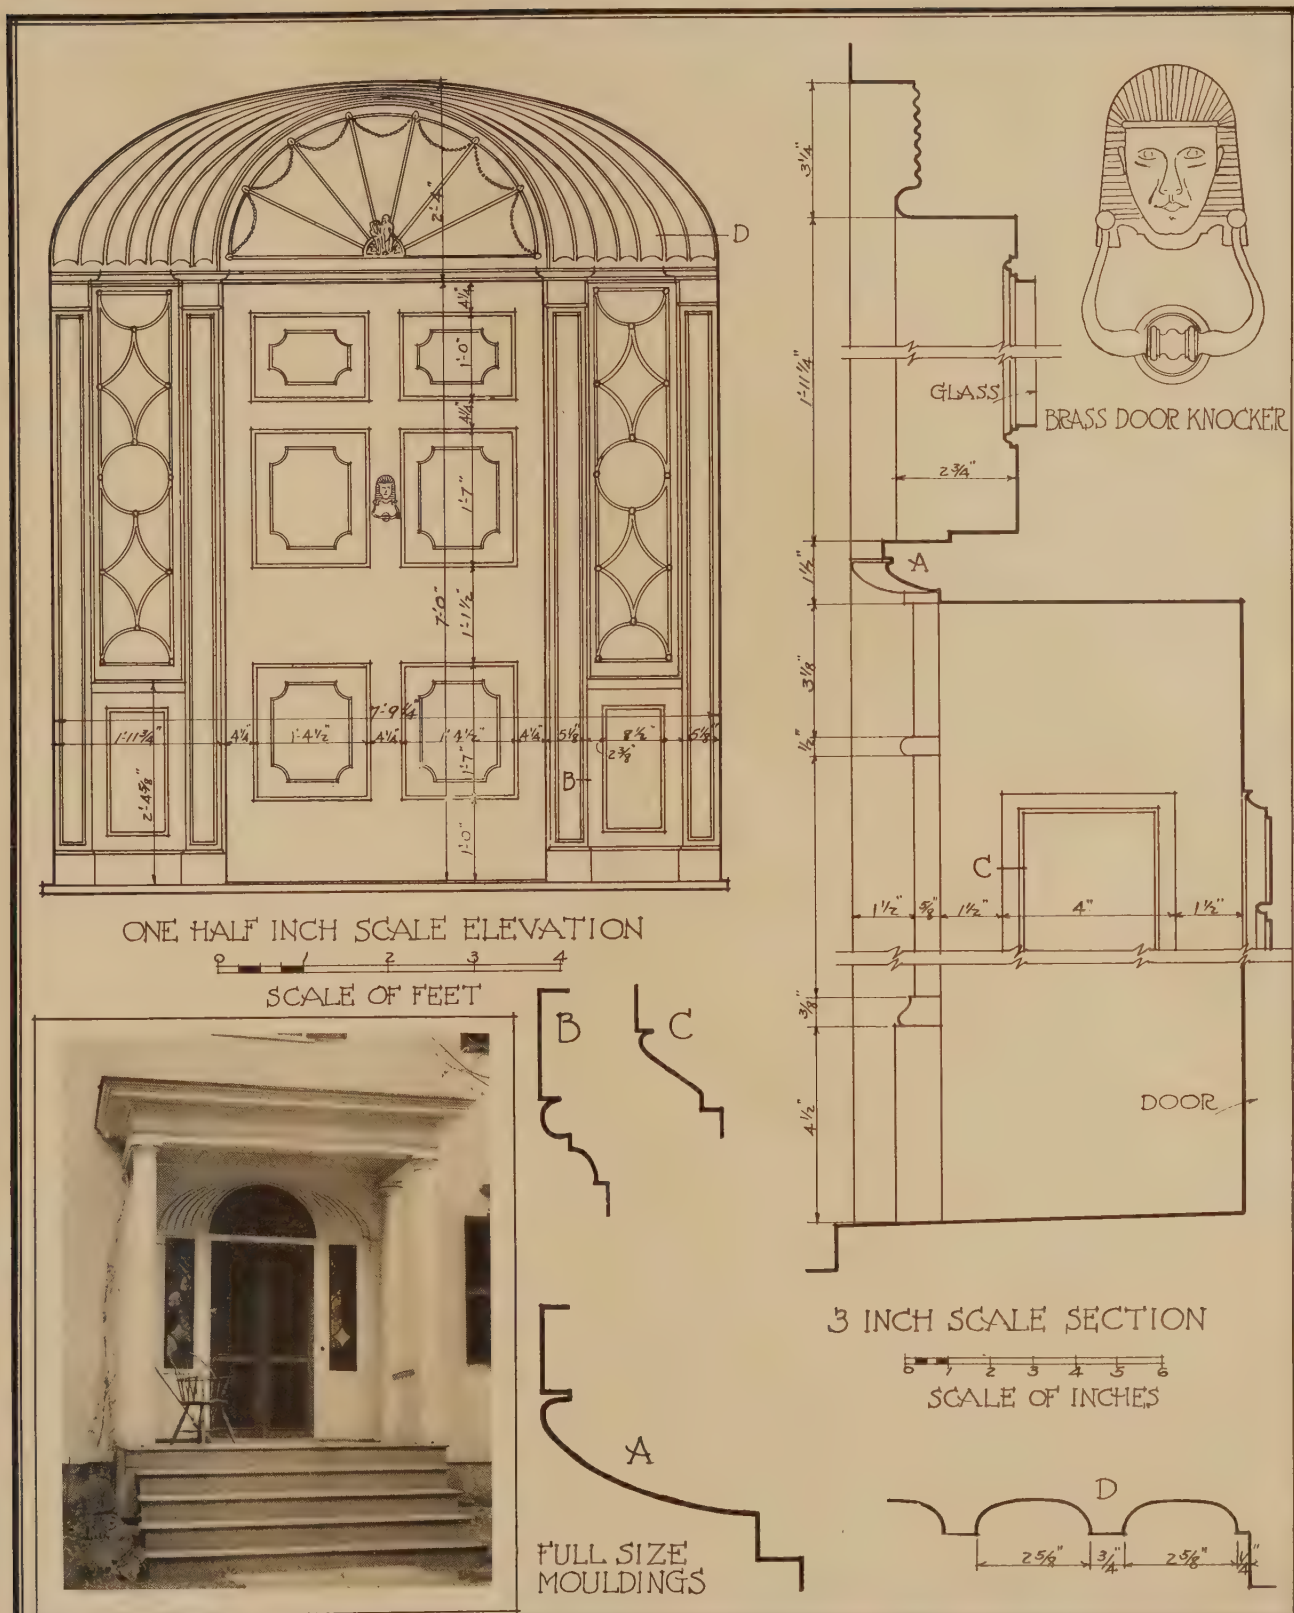 2'-4"
D
4¼"
1'-0"
4¼"
1'-7"
7'-0"
1'-1½"
7'-9¼"
1'-11¾"
4¼"
1'-4½"
4¼"
1'-4½"
4¼"
5⅛"
8½"
5⅛"
2⅜"
B
1'-7"
2'-4⅝"
1'-0"
ONE HALF INCH SCALE ELEVATION
0 1 2 3 4
SCALE OF FEET
3¼"
1'-11¼"
GLASS
2¾"
BRASS DOOR KNOCKER
A
1½"
3⅛"
½"
C
1½"
⅝"
1½"
4"
1½"
⅜"
4½"
DOOR
3 INCH SCALE SECTION
0 1 2 3 4 5 6
SCALE OF INCHES
B
C
A
FULL SIZE
MOULDINGS
D
2⅝"
¾"
2⅝"
¼"